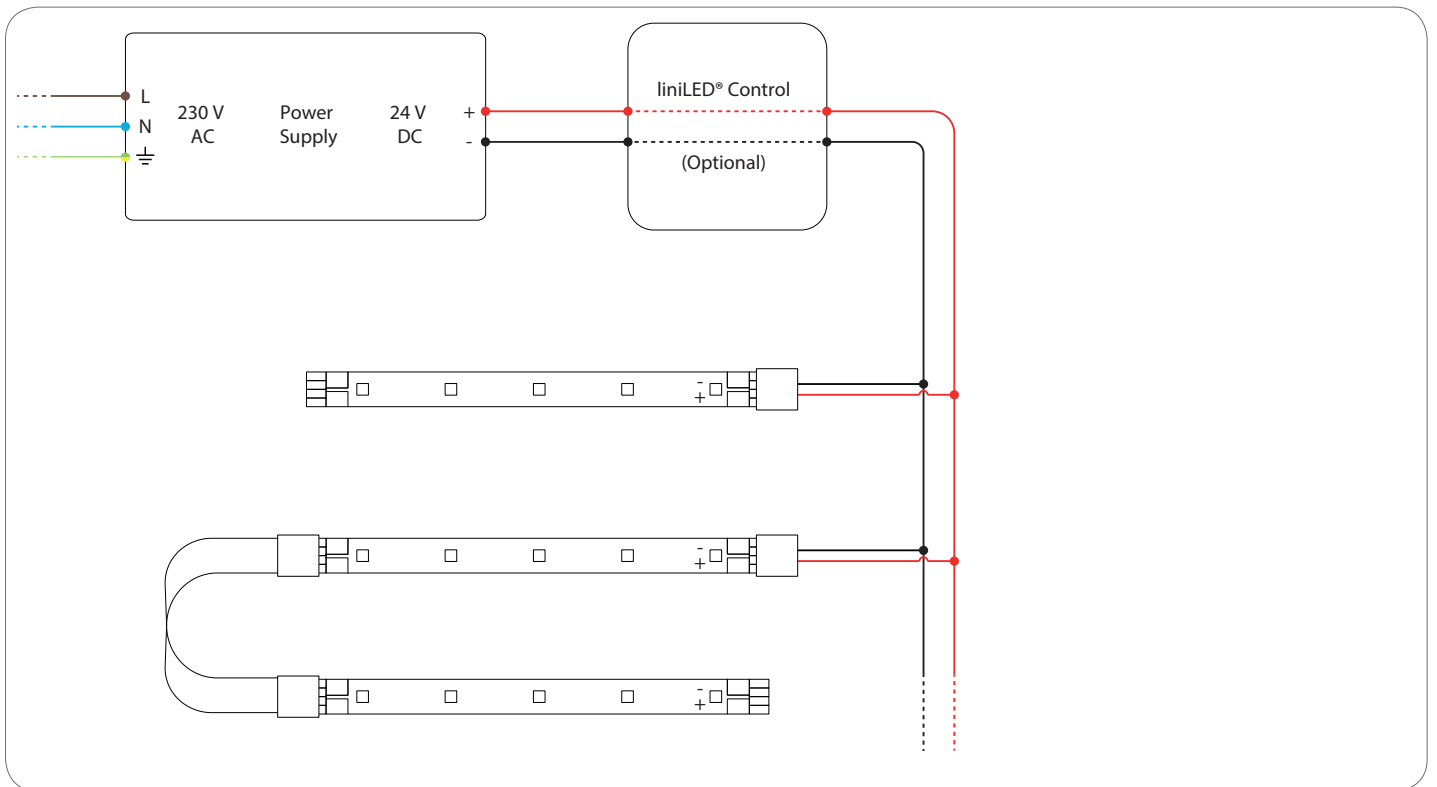 L
N
230 V
AC
Power
Supply
24 V
DC
+
-
liniLED® Control
(Optional)
-
+
-
+
-
+